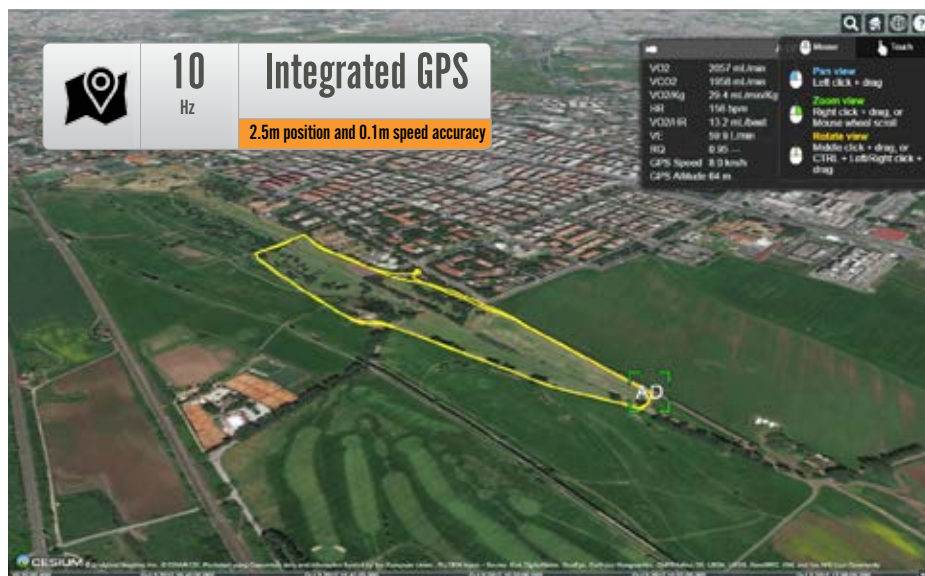 10
Hz
Integrated GPS
2.5m position and 0.1m speed accuracy
VO2 2057 mL/min
VCO2 1958 mL/min
VO2/Kg 29.4 mL/min/Kg
HR 156 bpm
VO2/HR 13.2 mL/beat
VE 59.9 L/min
RQ 0.95 ---
GPS Speed 8.0 km/h
GPS Altitude 64 m
Mouse
Touch
Pan view
Left click + drag
Zoom view
Right click + drag, or
Mouse wheel scroll
Rotate view
Middle click + drag, or
CTRL + Left/Right click +
drag
CESIUM